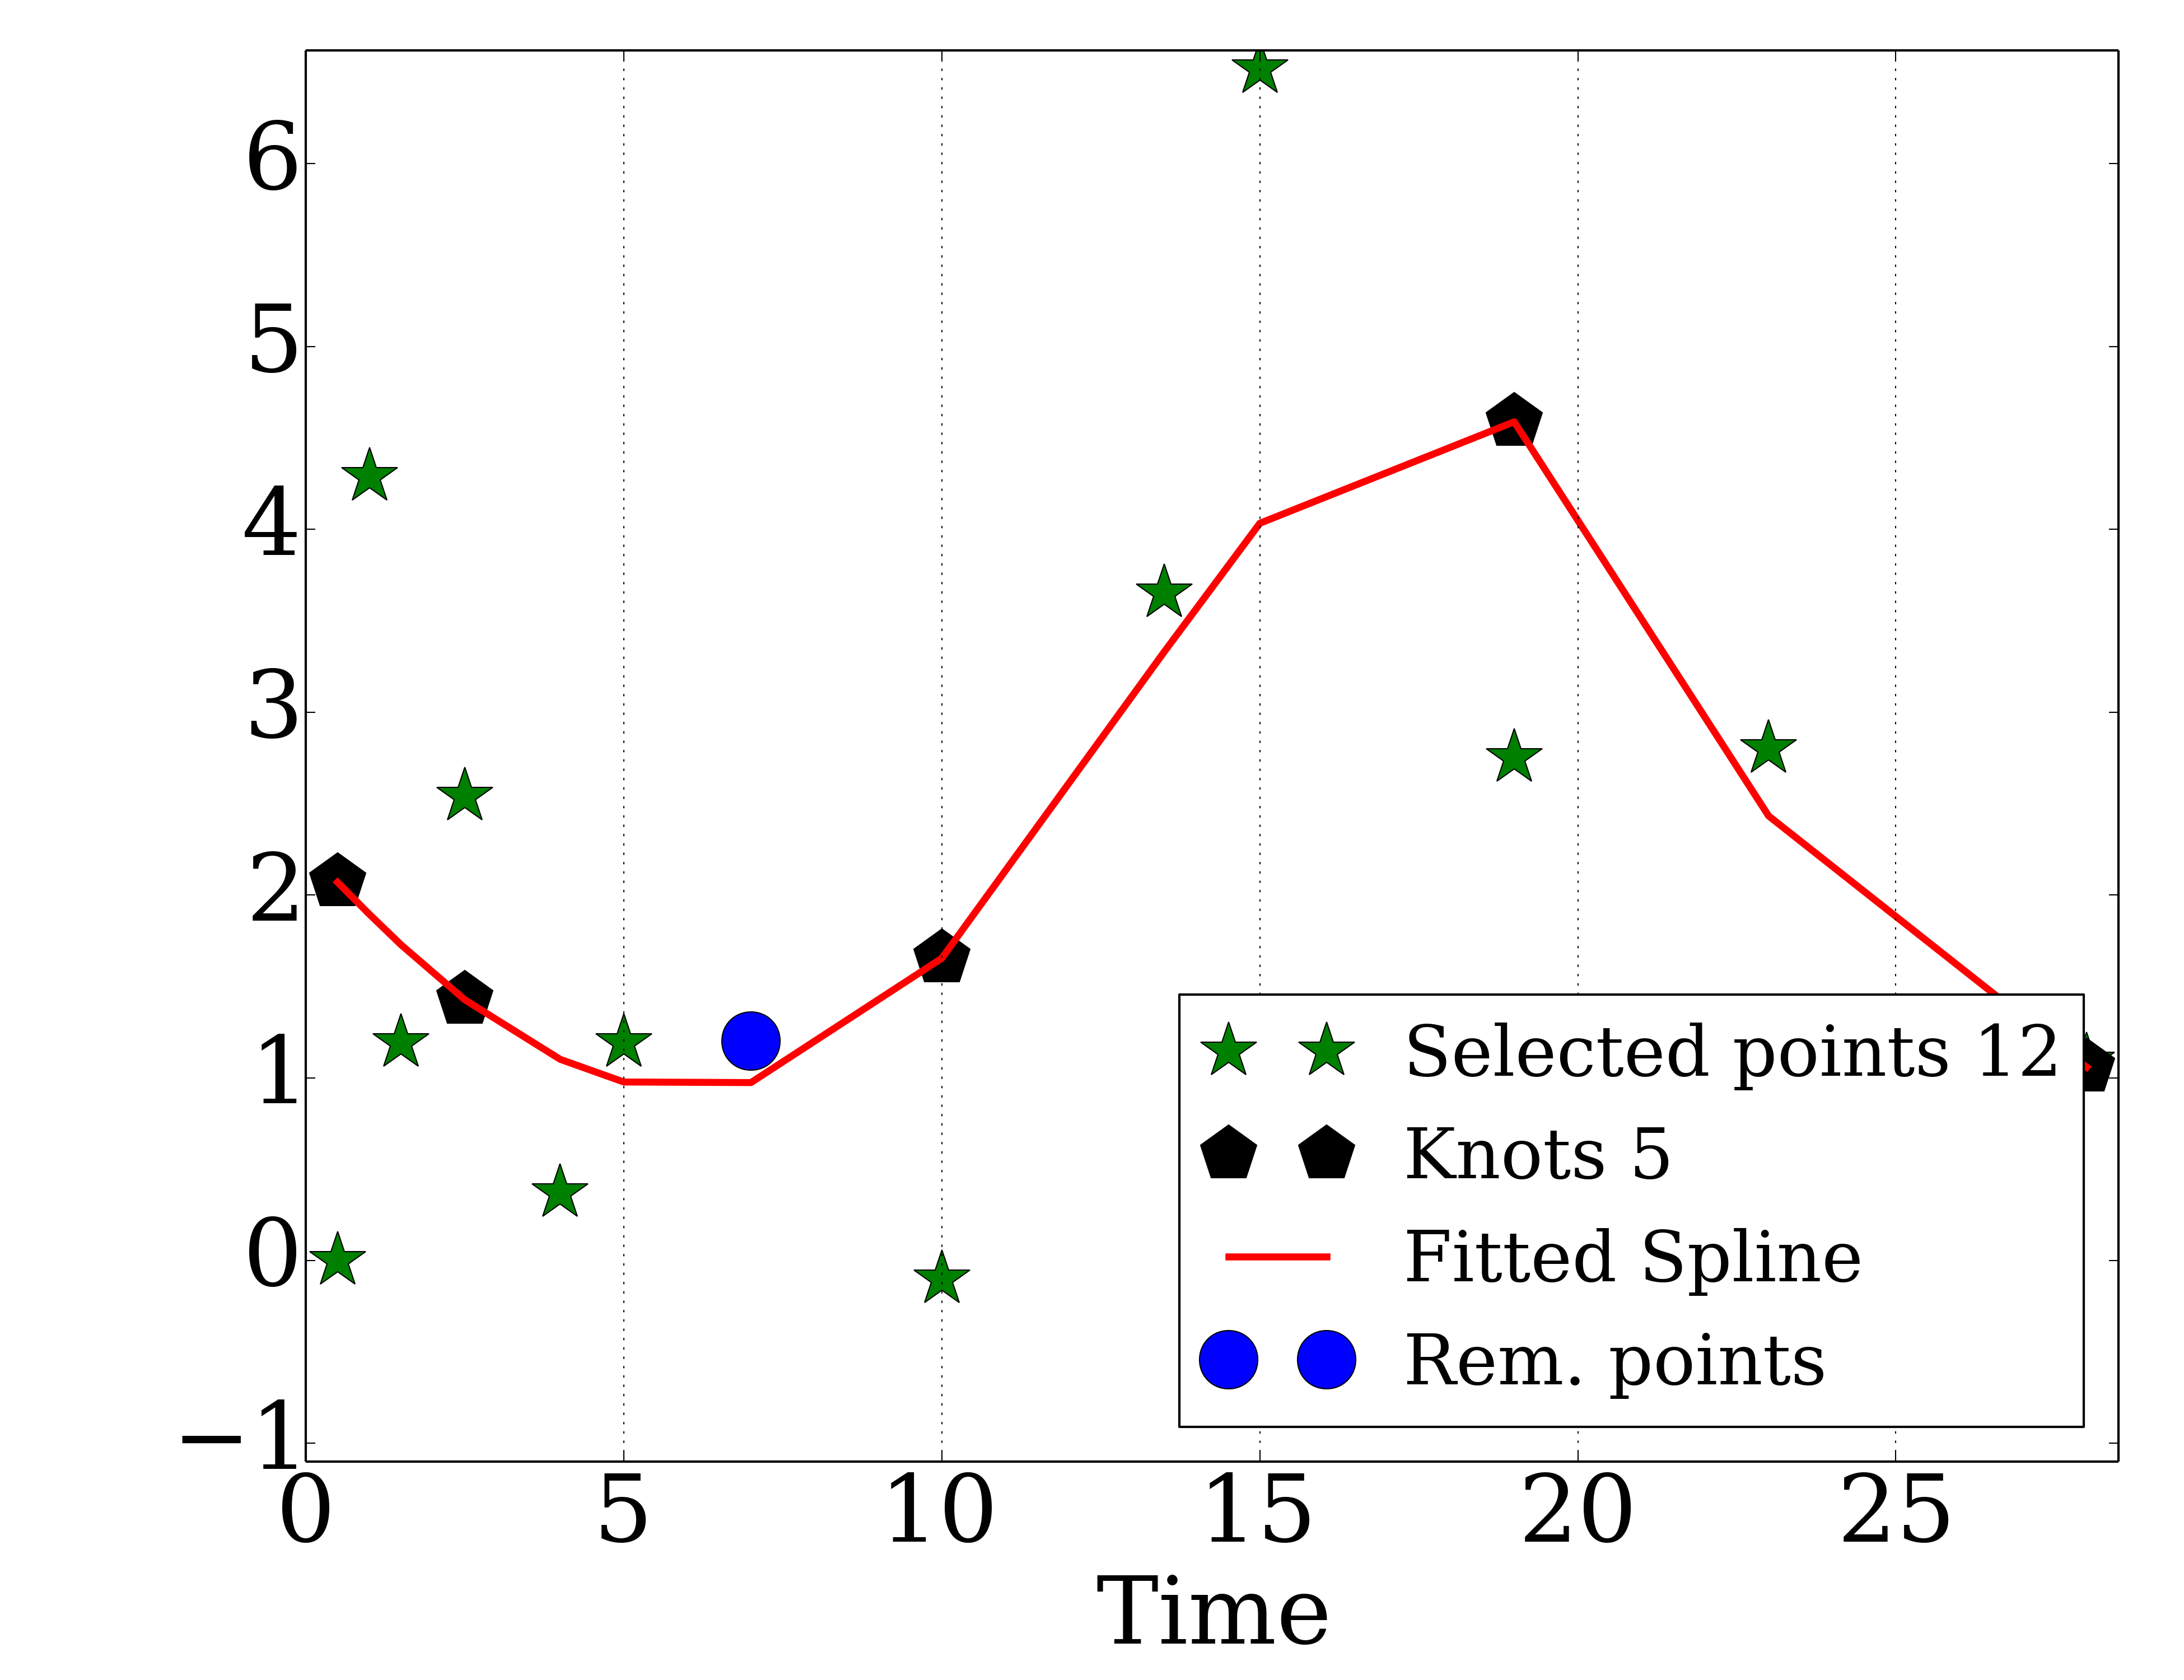 6
5
4
3
2
1
0
−1
0 5 10 15 20 25
Time
Selected points 12
Knots 5
Fitted Spline
Rem. points